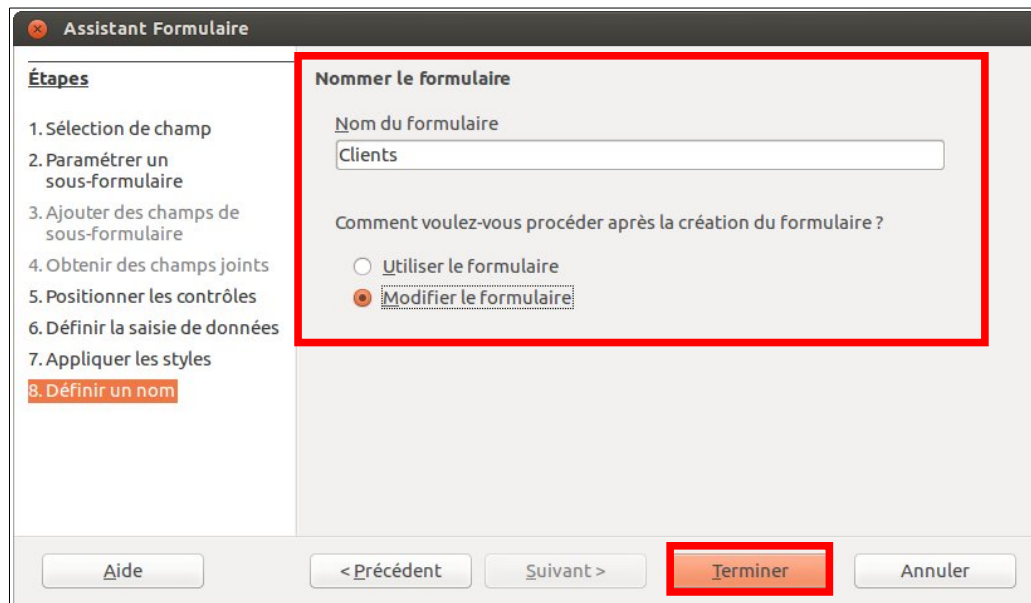 Assistant Formulaire
Étapes
1. Sélection de champ
2. Paramétrer un
sous-formulaire
3. Ajouter des champs de
sous-formulaire
4. Obtenir des champs joints
5. Positionner les contrôles
6. Définir la saisie de données
7. Appliquer les styles
8. Définir un nom
Nommer le formulaire
Nom du formulaire
Clients
Comment voulez-vous procéder après la création du formulaire ?
Utiliser le formulaire
Modifier le formulaire
Aide
< Précédent
Suivant >
Terminer
Annuler